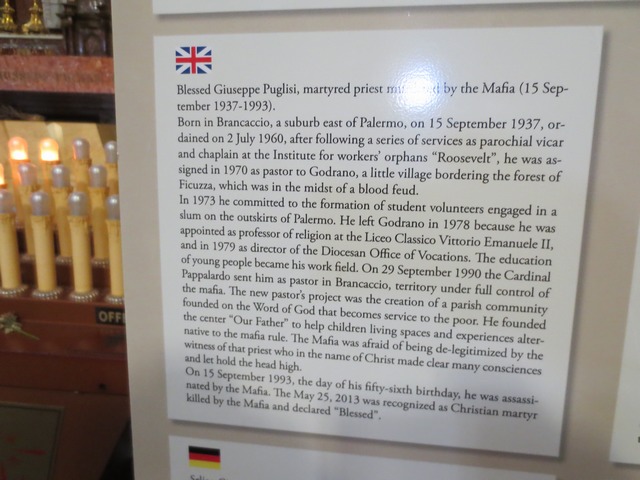 Blessed Giuseppe Puglisi, martyred priest by the Mafia (15 Sep-
tember 1937-1993).
Born in Brancaccio, a suburb east of Palermo, on 15 September 1937, or-
dained on 2 July 1960, after following a series of services as parochial vicar
and chaplain at the Institute for workers' orphans "Roosevelt", he was as-
signed in 1970 as pastor to Godrano, a little village bordering the forest of
Ficuzza, which was in the midst of a blood feud.
In 1973 he committed to the formation of student volunteers engaged in a
slum on the outskirts of Palermo. He left Godrano in 1978 because he was
appointed as professor of religion at the Liceo Classico Vittorio Emanuele II,
and in 1979 as director of the Diocesan Office of Vocations. The education
of young people became his work field. On 29 September 1990 the Cardinal
Pappalardo sent him as pastor in Brancaccio, territory under full control of
the mafia. The new pastor's project was the creation of a parish community
founded on the Word of God that becomes service to the poor. He founded
the center "Our Father" to help children living spaces and experiences alter-
native to the mafia rule. The Mafia was afraid of being de-legitimized by the
witness of that priest who in the name of Christ made clear many consciences
and let hold the head high.
On 15 September 1993, the day of his fifty-sixth birthday, he was assassi-
nated by the Mafia. The May 25, 2013 was recognized as Christian martyr
killed by the Mafia and declared "Blessed".
OFF